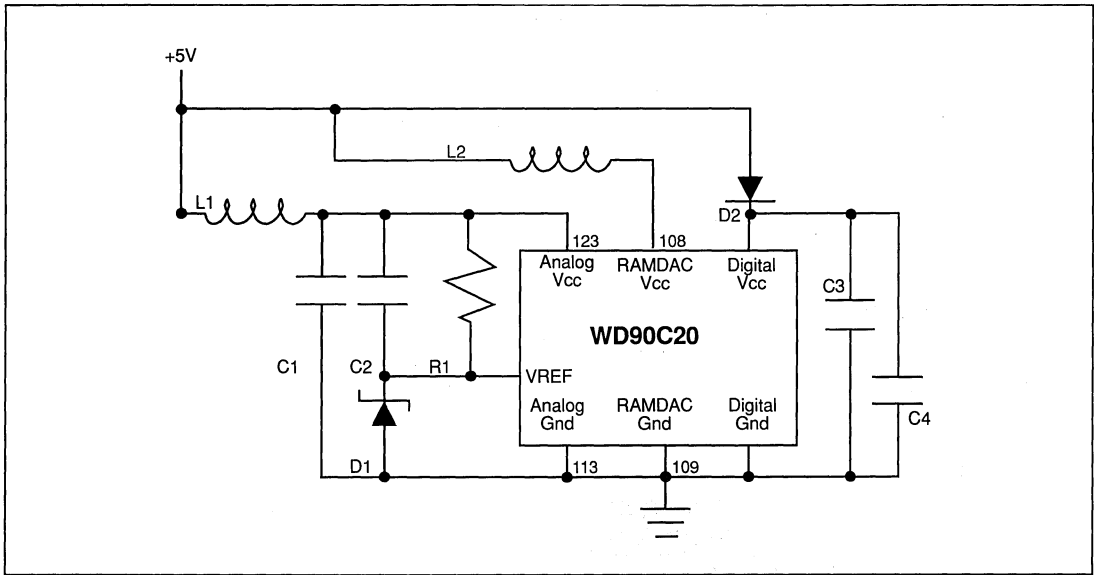 +5V
L2
L1
D2
123
108
Analog
Vcc
RAMDAC
Vcc
Digital
Vcc
C3
WD90C20
C1
C2
R1
VREF
Analog
Gnd
RAMDAC
Gnd
Digital
Gnd
C4
D1
113
109